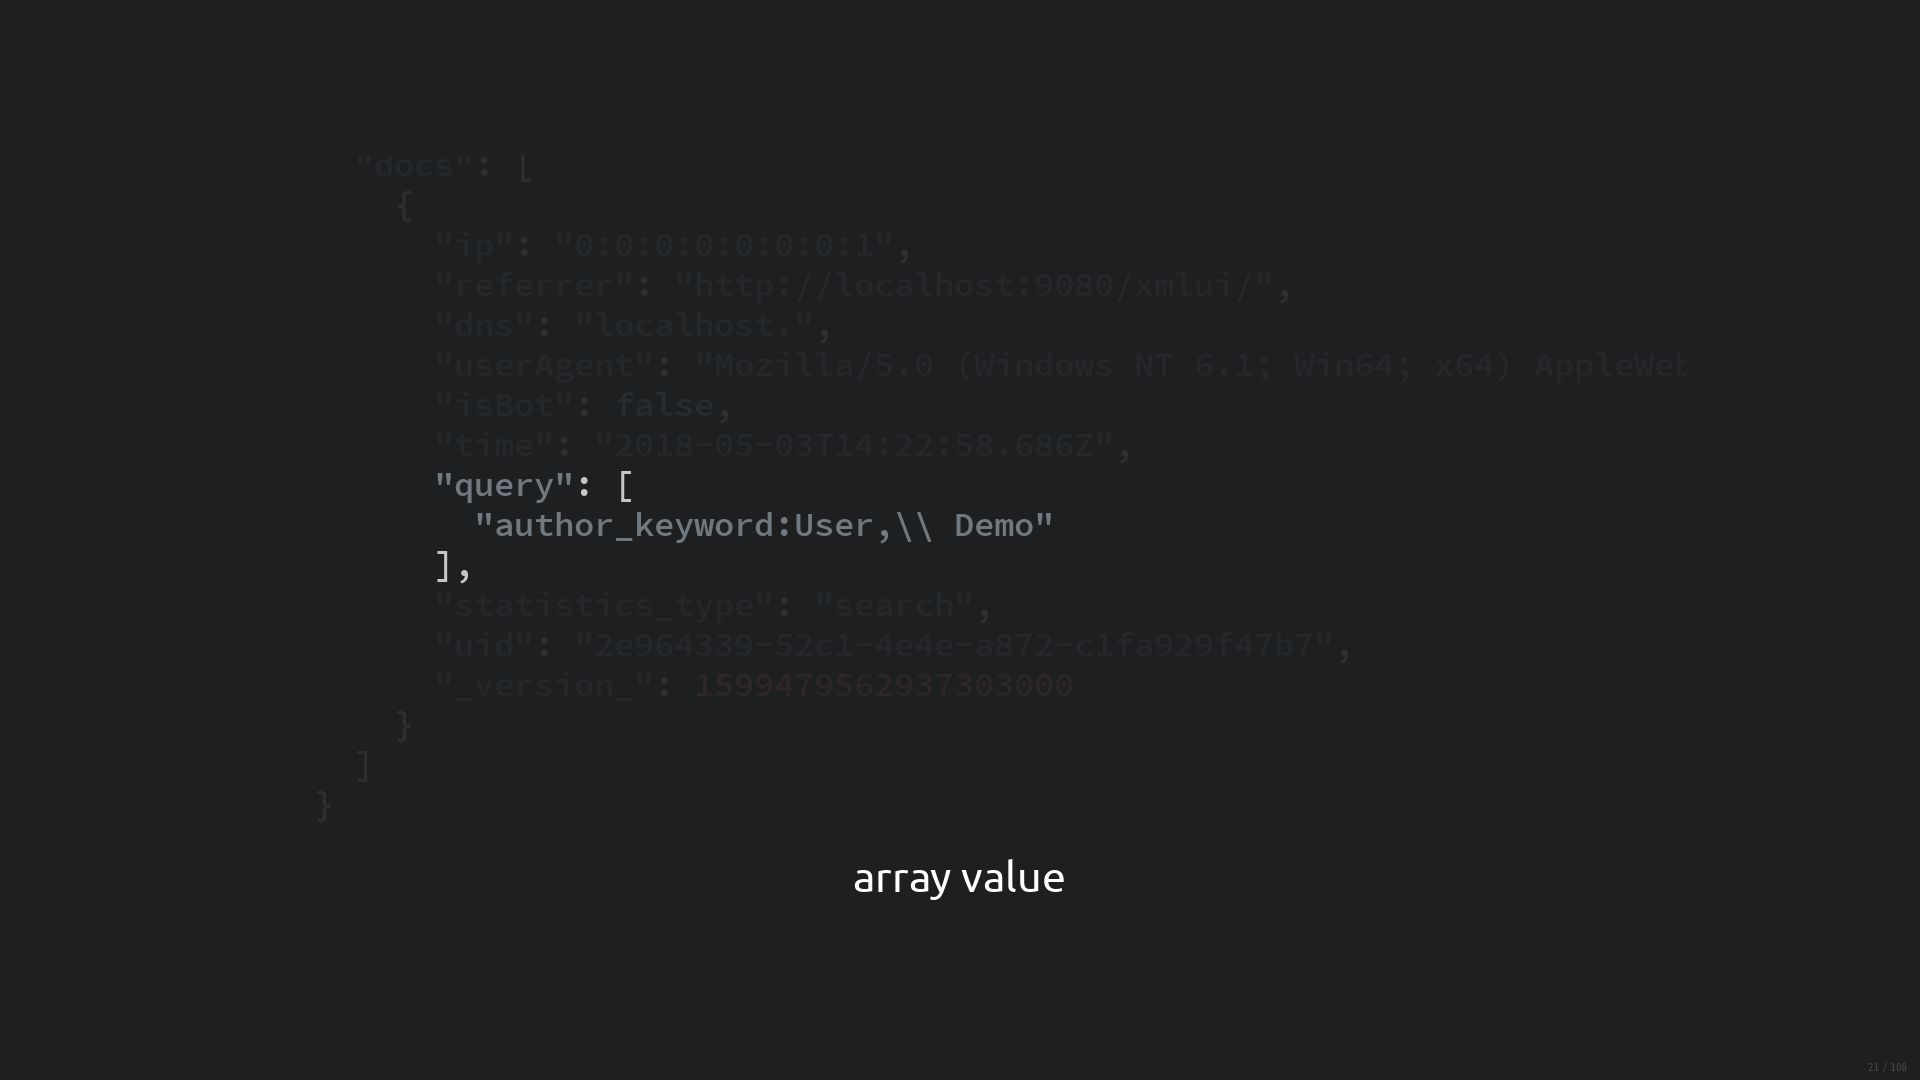 "docs": [
{
"ip": "0:0:0:0:0:0:0:1",
"referrer": "http://localhost:9080/xmlui/",
"dns": "localhost.",
"userAgent": "Mozilla/5.0 (Windows NT 6.1; Win64; x64) AppleWeb
"isBot": false,
"time": "2018-05-03T14:22:58.686Z",
"query": [
"author_keyword:User,\\ Demo"
],
"statistics_type": "search",
"uid": "2e964339-52c1-4e4e-a872-c1fa929f47b7",
"_version_": 1599479562937303000
}
]
}
array value
21 / 108